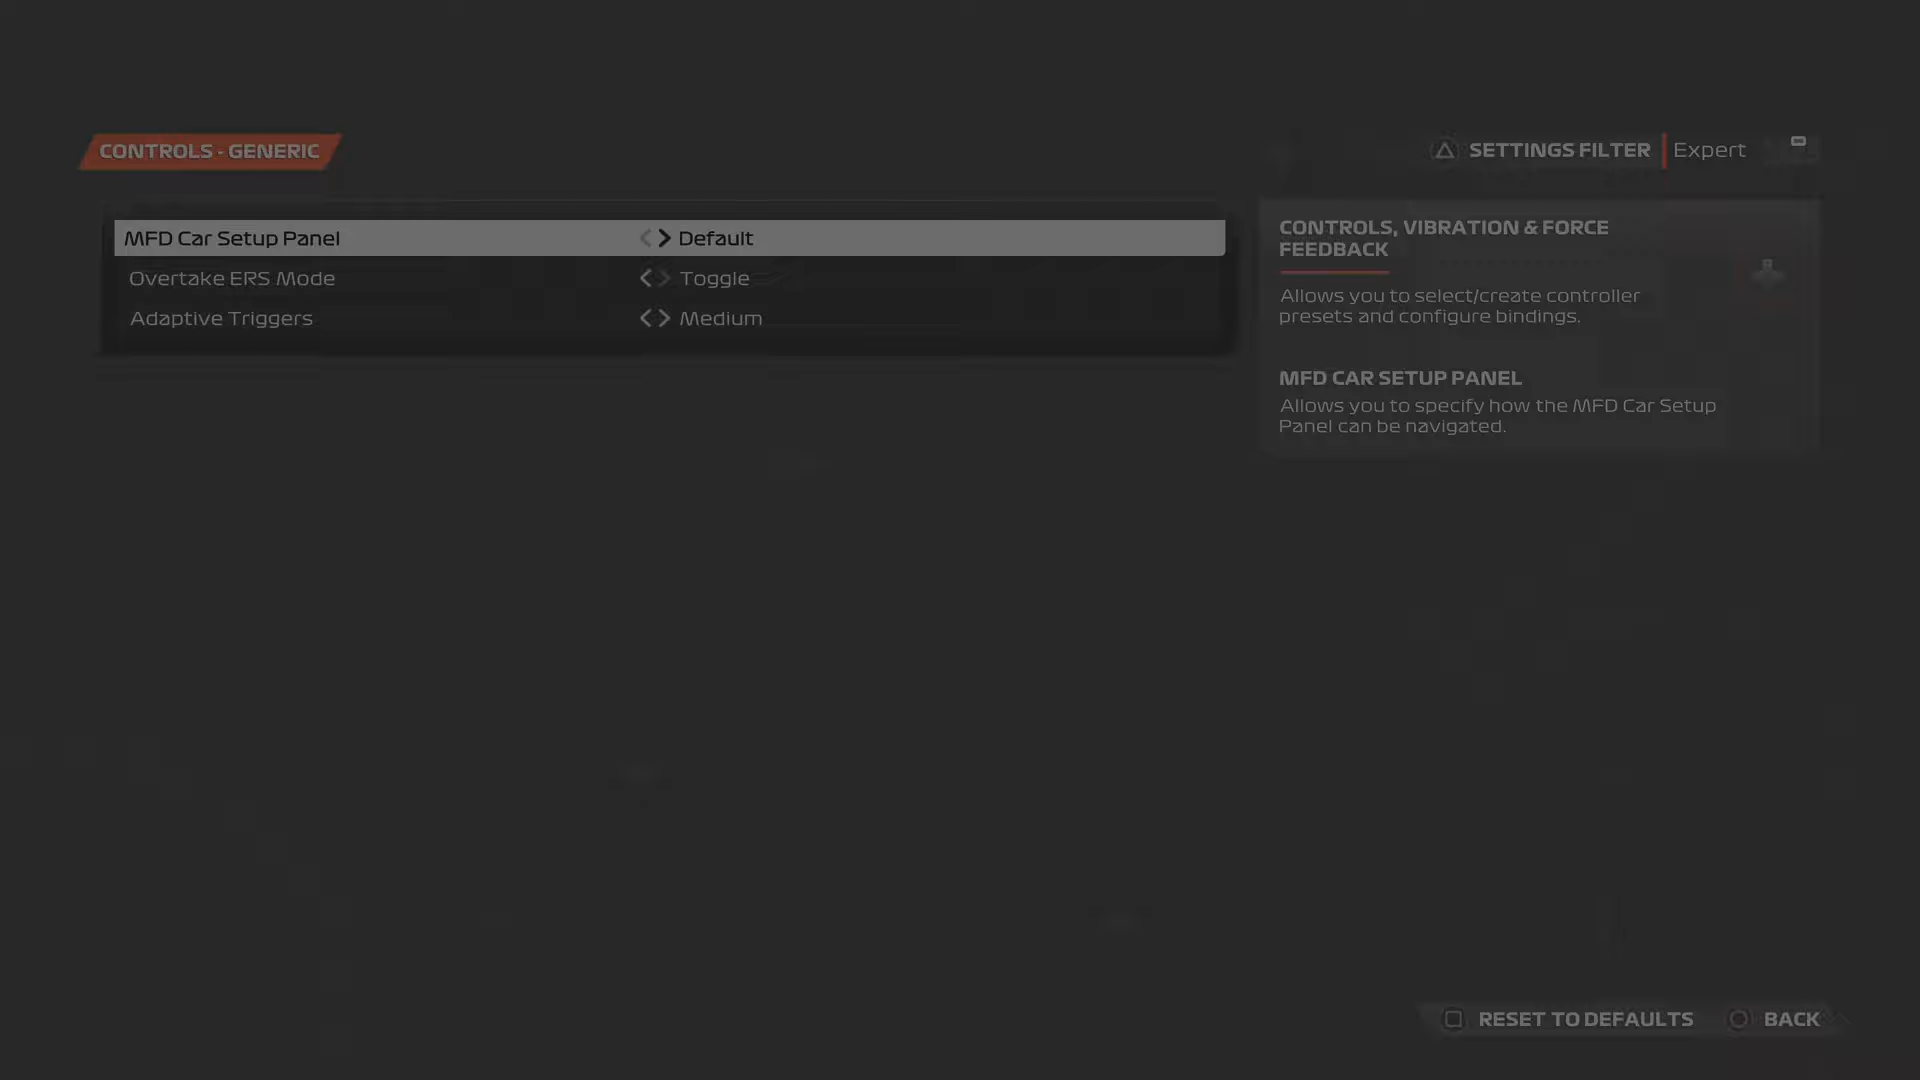 CONTROLS - GENERIC
SETTINGS FILTER Expert
MFD Car Setup Panel Default
Overtake ERS Mode Toggle
Adaptive Triggers Medium
CONTROLS, VIBRATION & FORCE
FEEDBACK
Allows you to select/create controller
presets and configure bindings.
MFD CAR SETUP PANEL
Allows you to specify how the MFD Car Setup
Panel can be navigated.
RESET TO DEFAULTS BACK